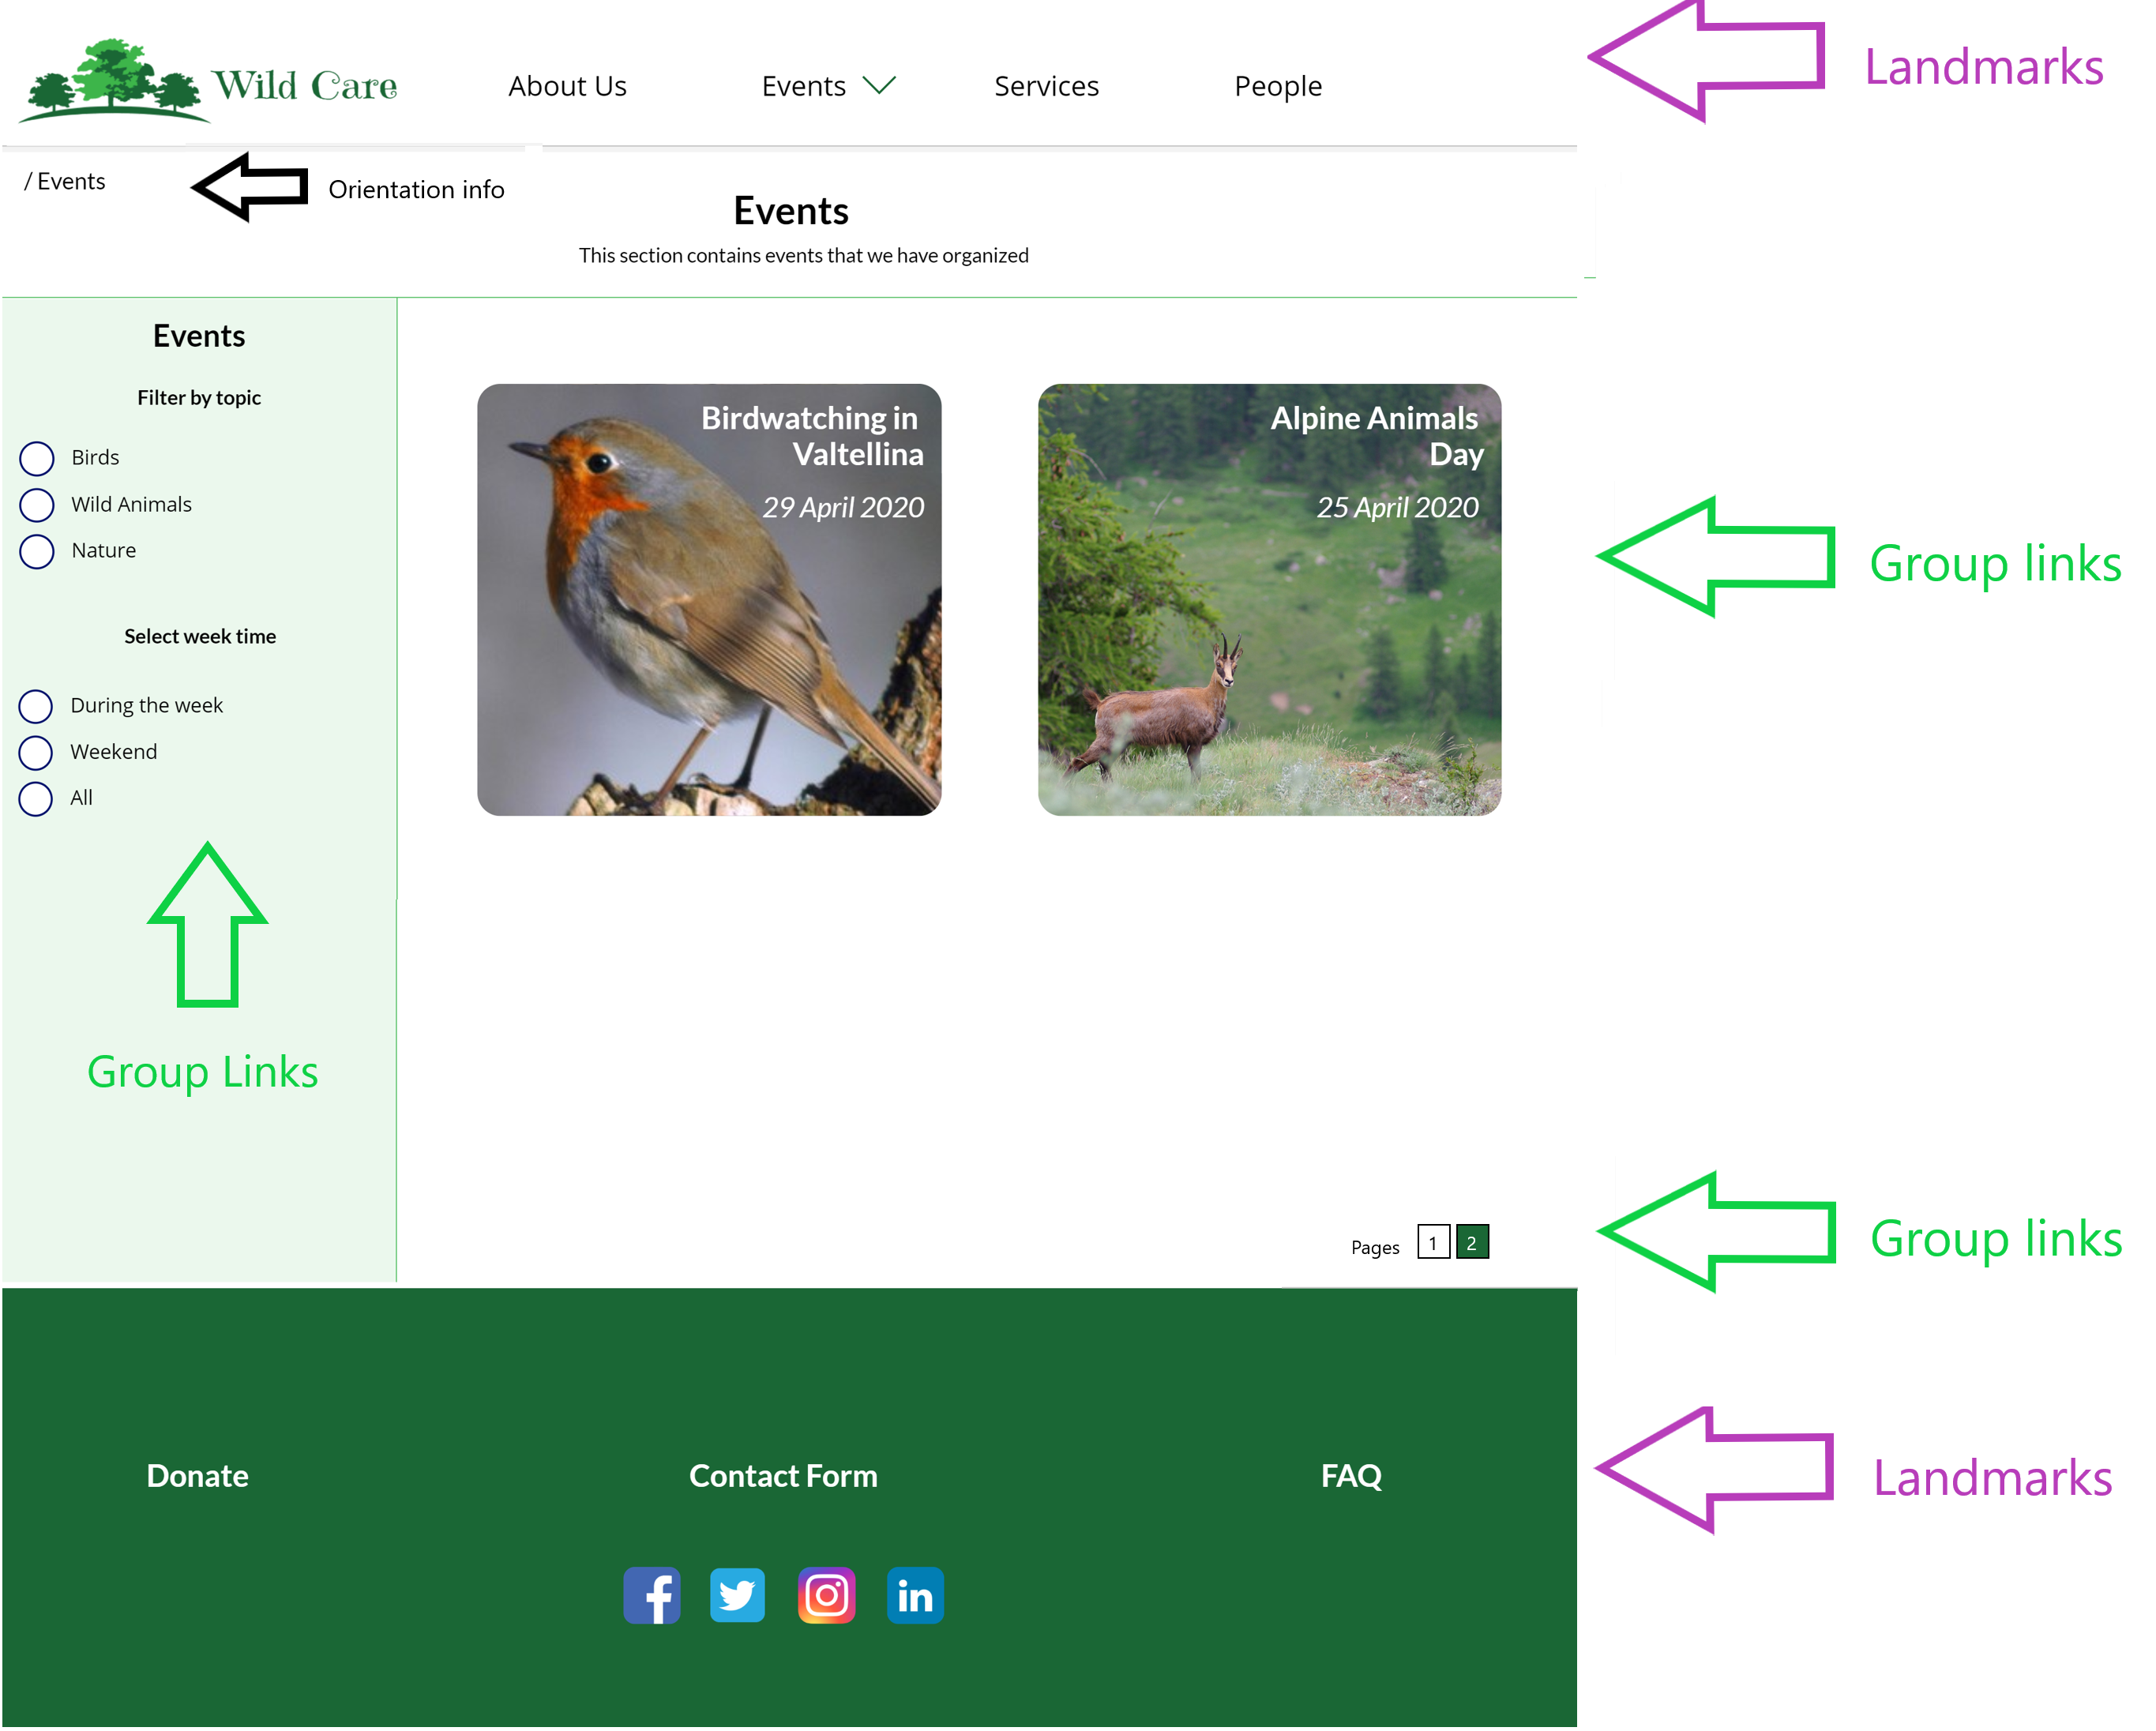 Wild Care
About Us
Events
Services
People
Landmarks
/ Events
Orientation info
Events
This section contains events that we have organized
Events
Filter by topic
Birds
Wild Animals
Nature
Select week time
During the week
Weekend
All
Group Links
Birdwatching in
Valtellina
29 April 2020
Alpine Animals
Day
25 April 2020
Group links
Pages 1 2
Group links
Donate
Contact Form
FAQ
Landmarks
f
in